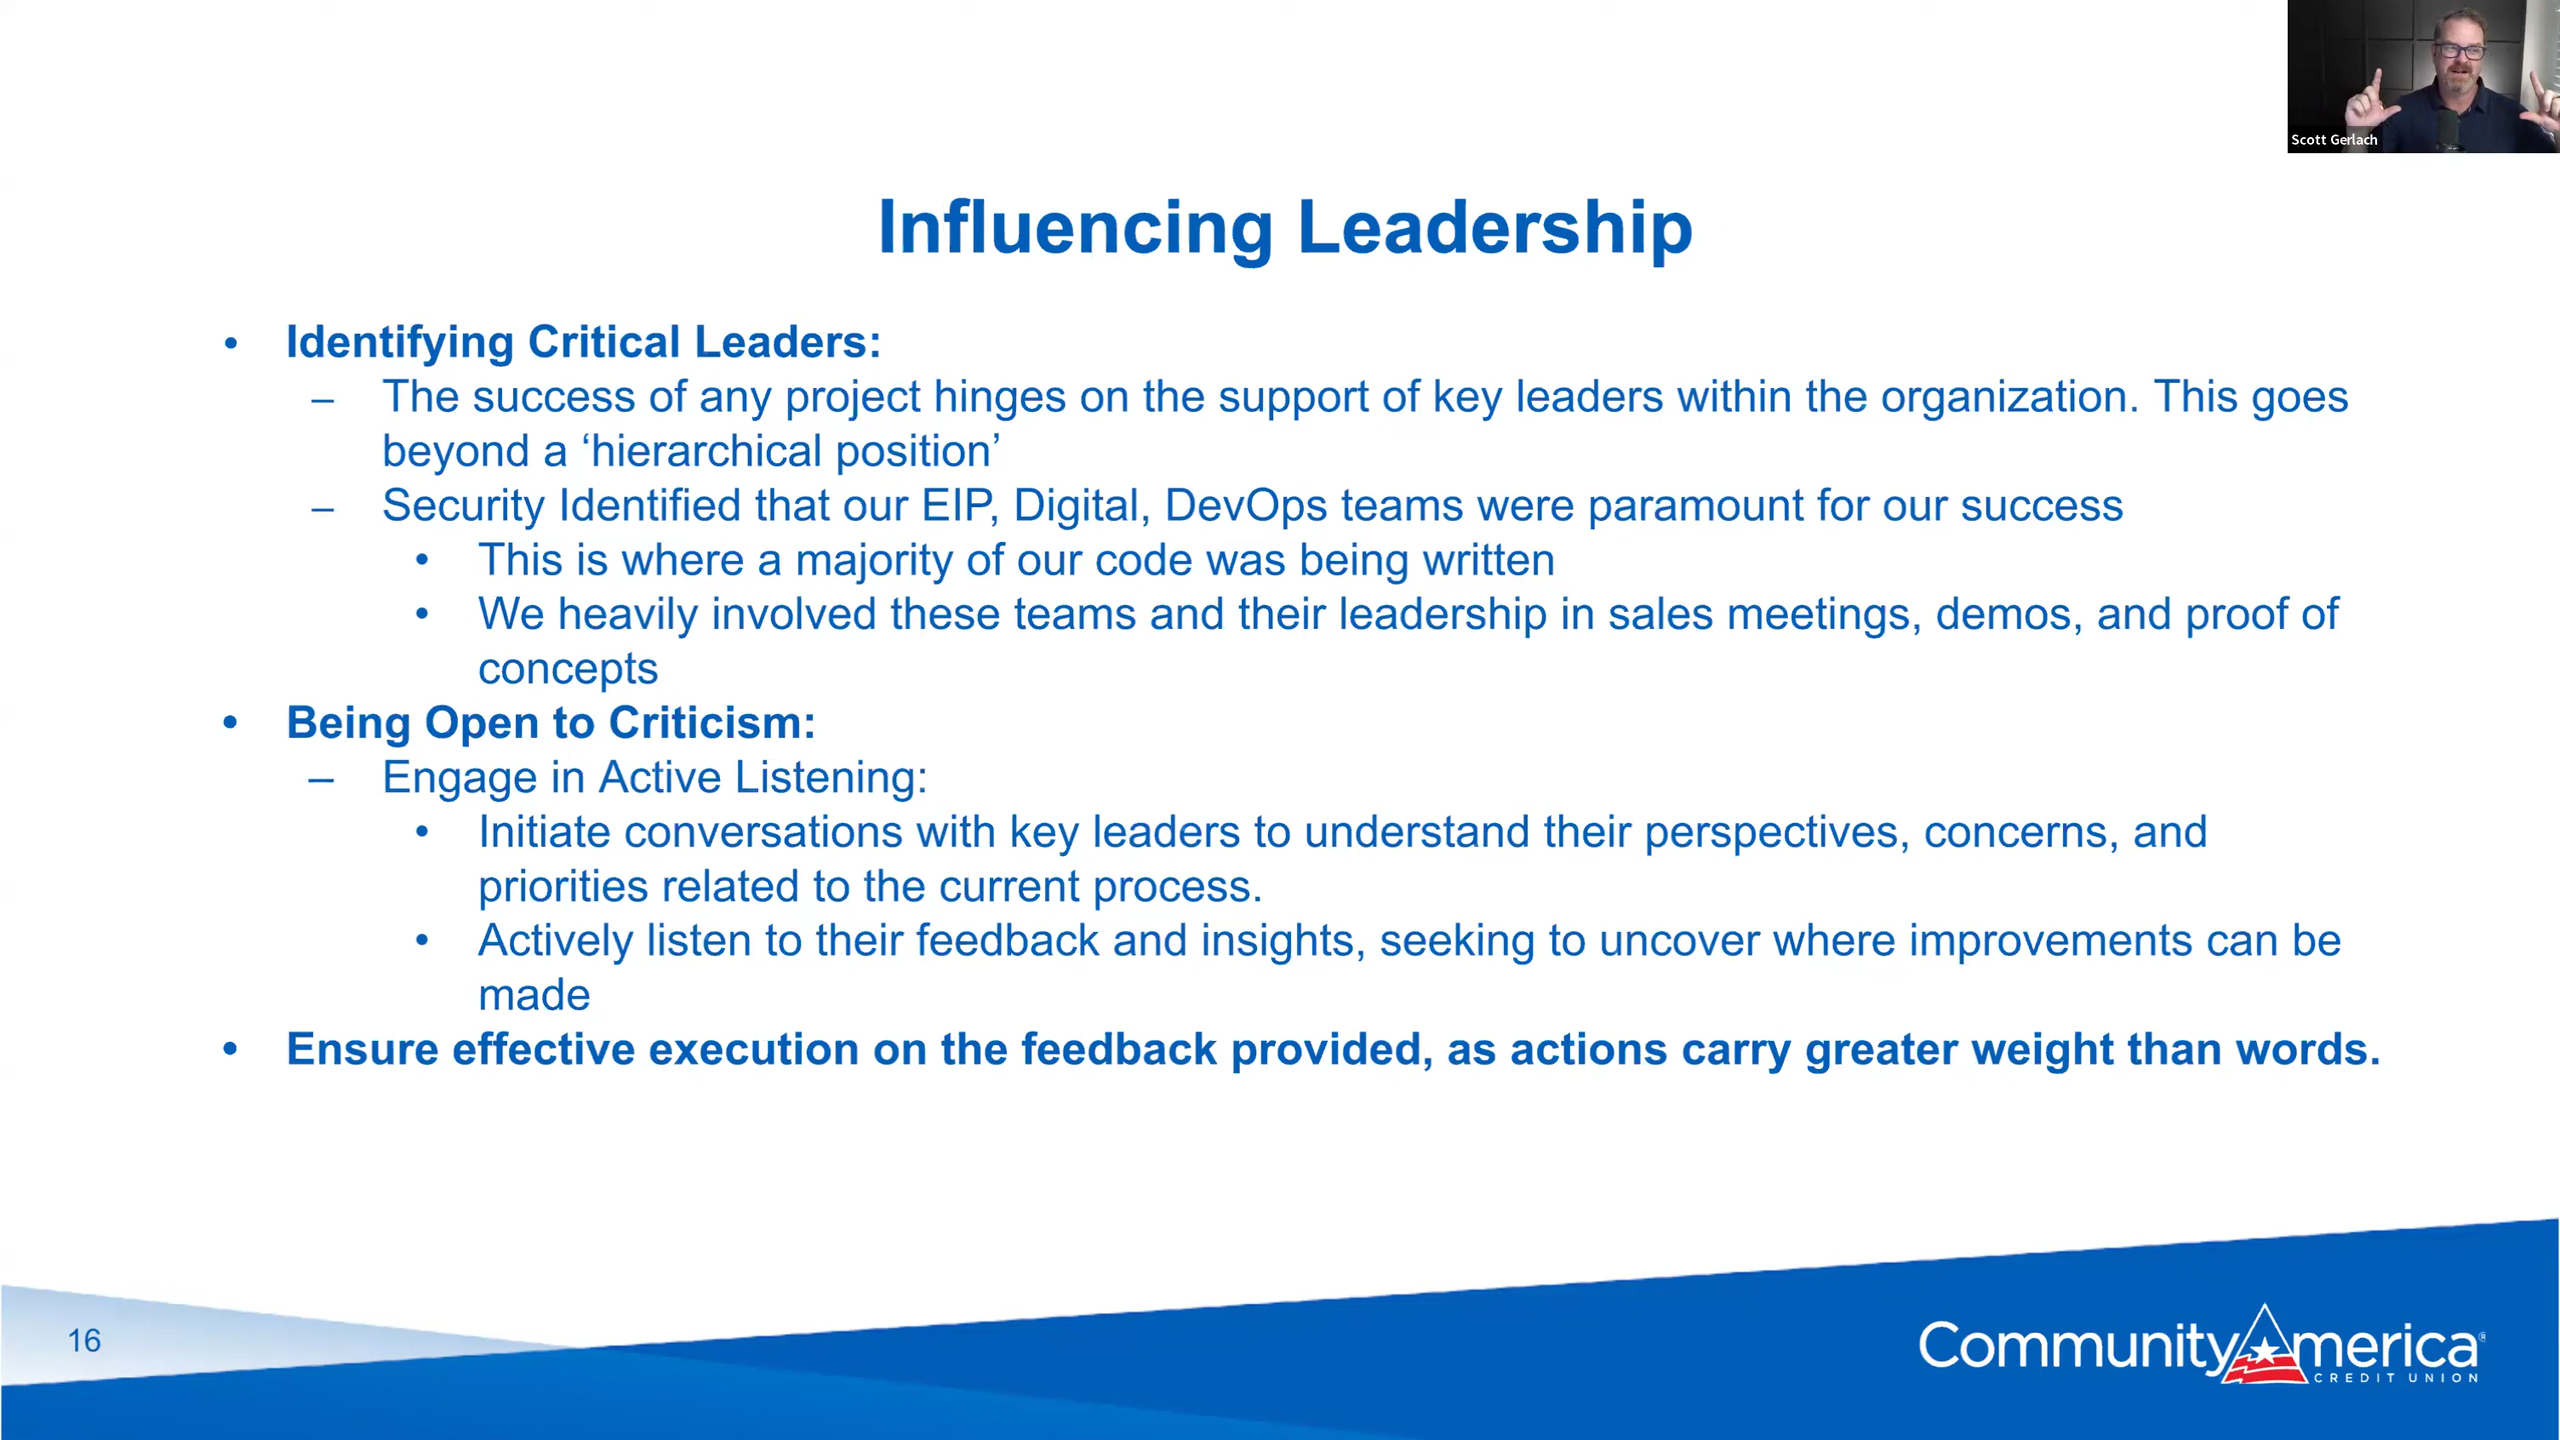 Scott Gerlach
Influencing Leadership
• Identifying Critical Leaders:
– The success of any project hinges on the support of key leaders within the organization. This goes
beyond a ‘hierarchical position’
– Security Identified that our EIP, Digital, DevOps teams were paramount for our success
• This is where a majority of our code was being written
• We heavily involved these teams and their leadership in sales meetings, demos, and proof of
concepts
• Being Open to Criticism:
– Engage in Active Listening:
• Initiate conversations with key leaders to understand their perspectives, concerns, and
priorities related to the current process.
• Actively listen to their feedback and insights, seeking to uncover where improvements can be
made
• Ensure effective execution on the feedback provided, as actions carry greater weight than words.
16
CommunityAmerica®
CREDIT UNION